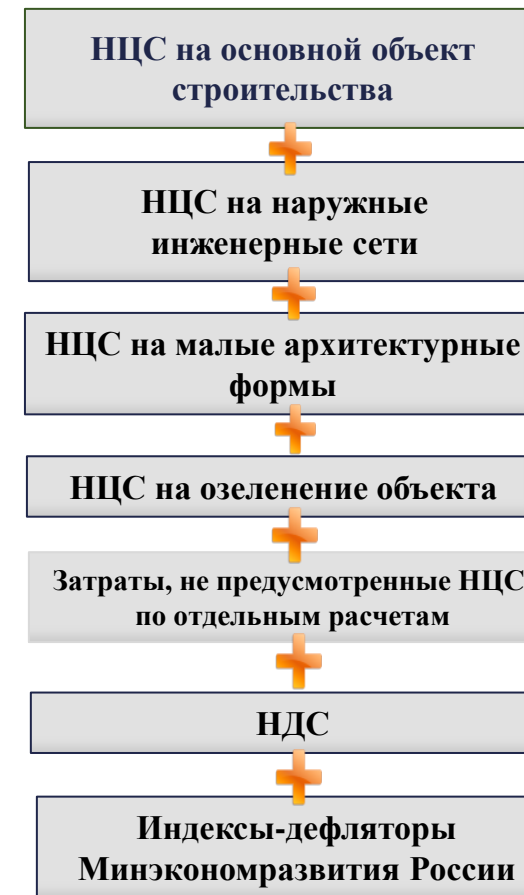 НЦС на основной объект
строительства
НЦС на наружные
инженерные сети
НЦС на малые архитектурные
формы
НЦС на озеленение объекта
Затраты, не предусмотренные НЦС
по отдельным расчетам
НДС
Индексы-дефляторы
Минэкономразвития России